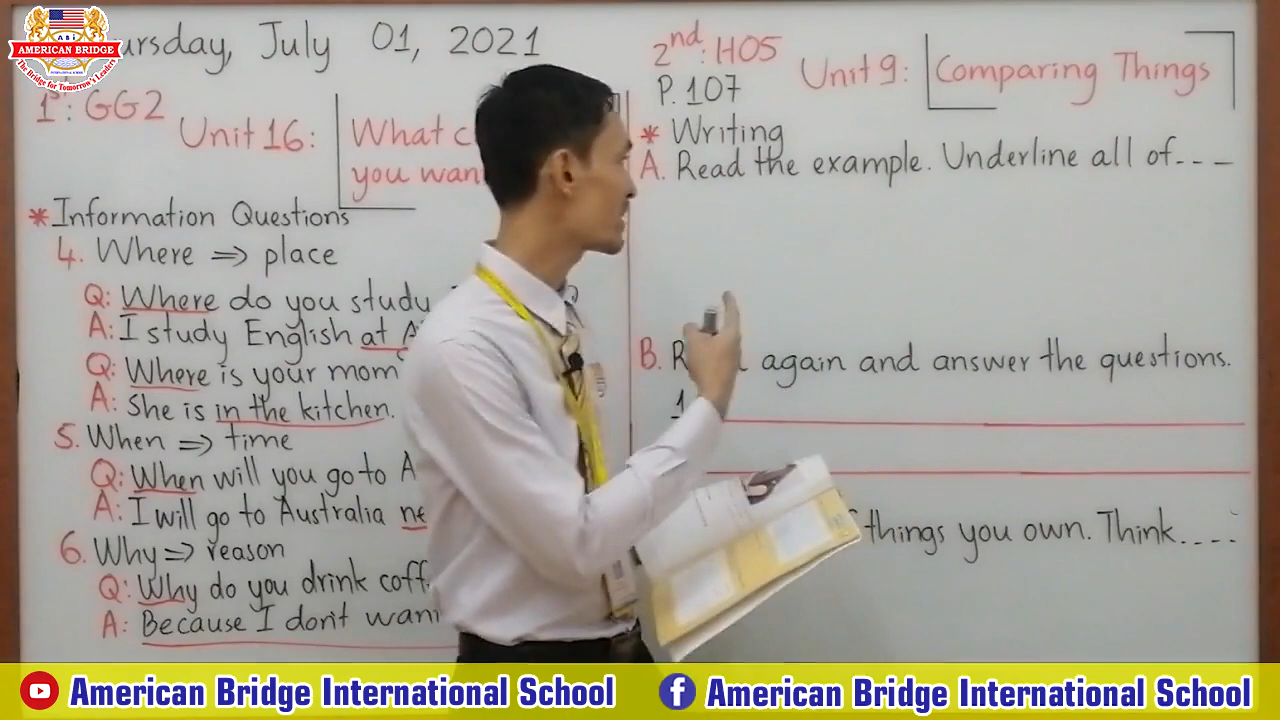 AMERICAN BRIDGE
The Bridge for Tomorrow's Leaders
ursday, July 01, 2021
1st: GG2
Unit 16: What c
you wan
*Information Questions
4. Where ⇒ place
Q: Where do you study
A: I study English at A
Q: Where is your mom
A: She is in the kitchen.
5. When ⇒ time
Q: When will you go to A
A: I will go to Australia ne
6. Why ⇒ reason
Q: Why do you drink coff
A: Because I don't wan
2nd: H05
P. 107
Unit 9: Comparing Things
* Writing
A. Read the example. Underline all of---
B. R again and answer the questions.
1
things you own. Think....
American Bridge International School
American Bridge International School